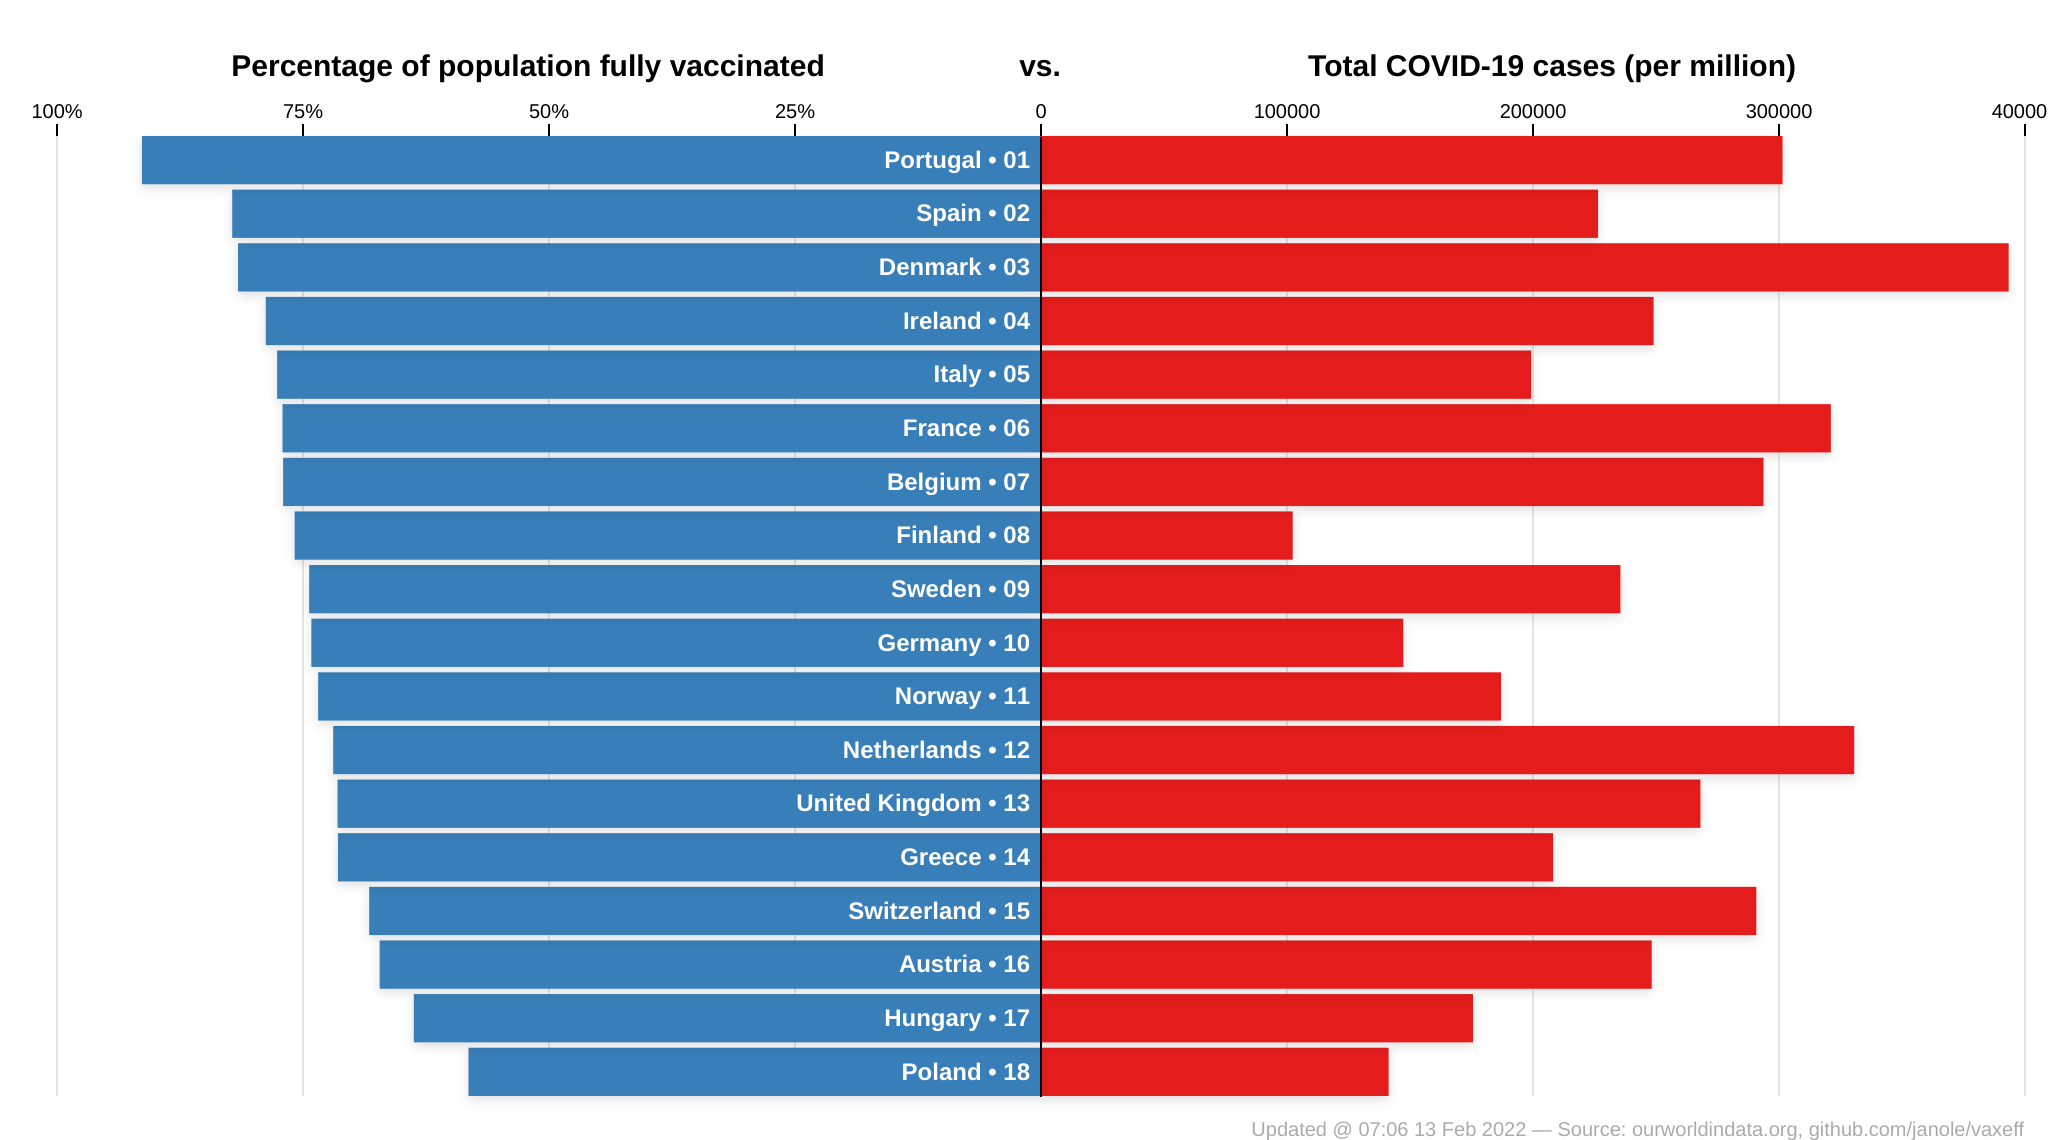 Percentage of population fully vaccinated vs. Total COVID-19 cases (per million)
100% 75% 50% 25% 0 100000 200000 300000 40000
Portugal • 01
Spain • 02
Denmark • 03
Ireland • 04
Italy • 05
France • 06
Belgium • 07
Finland • 08
Sweden • 09
Germany • 10
Norway • 11
Netherlands • 12
United Kingdom • 13
Greece • 14
Switzerland • 15
Austria • 16
Hungary • 17
Poland • 18
Updated @ 07:06 13 Feb 2022 — Source: ourworldindata.org, github.com/janole/vaxeff